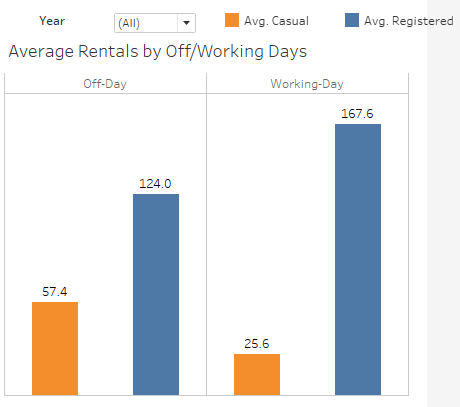 Year (All) Avg. Casual Avg. Registered
Average Rentals by Off/Working Days
Off-Day Working-Day
167.6
124.0
57.4
25.6